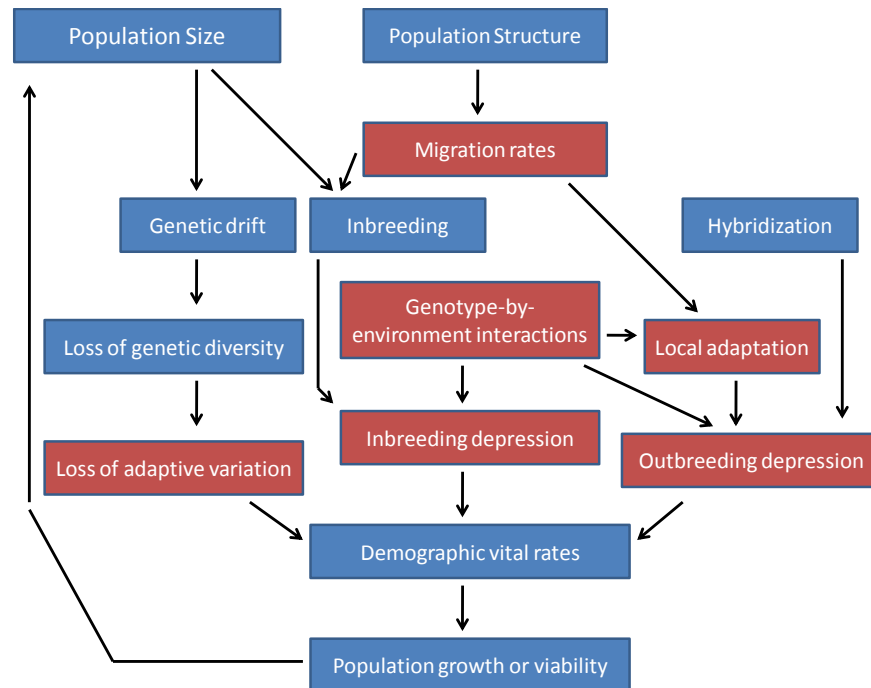 Population Size
Population Structure
Migration rates
Genetic drift
Inbreeding
Hybridization
Genotype-by-
environment interactions
Loss of genetic diversity
Local adaptation
Inbreeding depression
Loss of adaptive variation
Outbreeding depression
Demographic vital rates
Population growth or viability